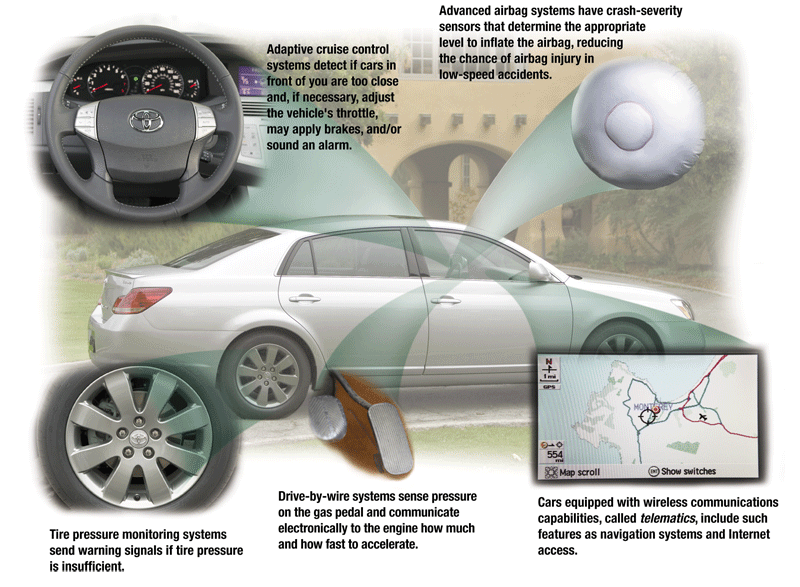 Advanced airbag systems have crash-severity
sensors that determine the appropriate
level to inflate the airbag, reducing
the chance of airbag injury in
low-speed accidents.
Adaptive cruise control
systems detect if cars in
front of you are too close
and, if necessary, adjust
the vehicle's throttle,
may apply brakes, and/or
sound an alarm.
N
1 mi
GPS
MONTEREY
554
mi
Map scroll
ENT Show switches
Drive-by-wire systems sense pressure
on the gas pedal and communicate
electronically to the engine how much
and how fast to accelerate.
Cars equipped with wireless communications
capabilities, called telematics, include such
features as navigation systems and Internet
access.
Tire pressure monitoring systems
send warning signals if tire pressure
is insufficient.